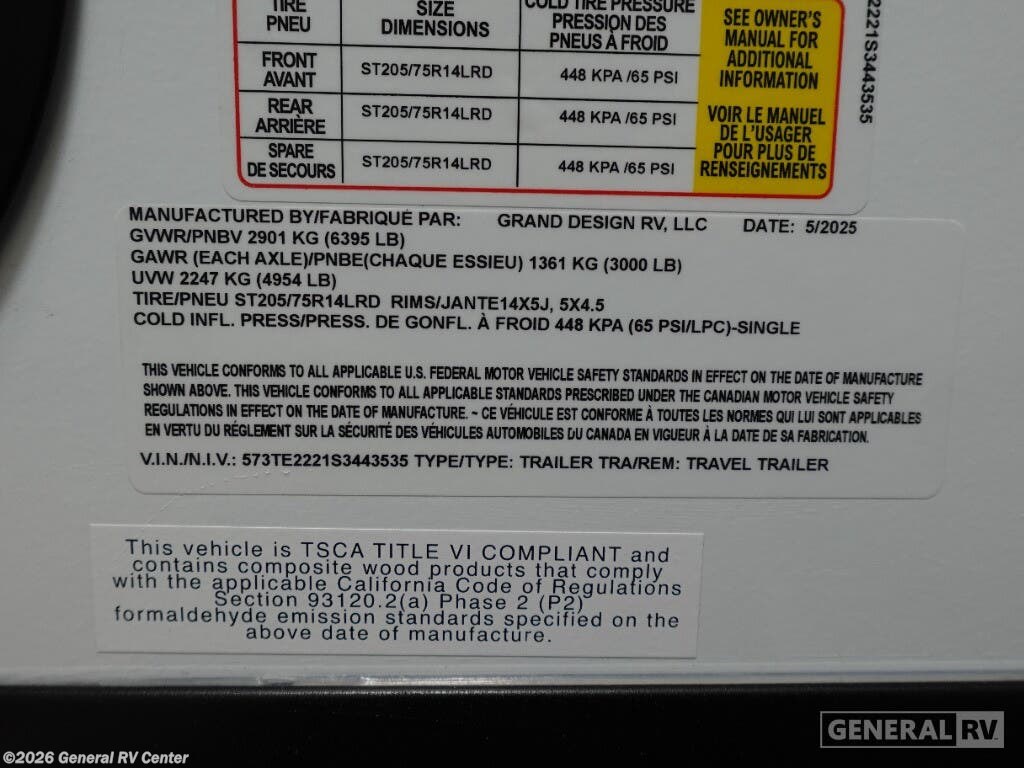 TIRE SIZE COLD TIRE PRESSURE
PNEU DIMENSIONS PRESSION DES
PNEUS À FROID
FRONT
AVANT ST205/75R14LRD 448 KPA /65 PSI
REAR
ARRIÈRE ST205/75R14LRD 448 KPA /65 PSI
SPARE
DE SECOURS ST205/75R14LRD 448 KPA /65 PSI
SEE OWNER'S
MANUAL FOR
ADDITIONAL
INFORMATION
VOIR LE MANUEL
DE L'USAGER
POUR PLUS DE
RENSEIGNEMENTS
2221S3443535
MANUFACTURED BY/FABRIQUÉ PAR: GRAND DESIGN RV, LLC DATE: 5/2025
GVWR/PNBV 2901 KG (6395 LB)
GAWR (EACH AXLE)/PNBE(CHAQUE ESSIEU) 1361 KG (3000 LB)
UVW 2247 KG (4954 LB)
TIRE/PNEU ST205/75R14LRD RIMS/JANTE14X5J, 5X4.5
COLD INFL. PRESS/PRESS. DE GONFL. À FROID 448 KPA (65 PSI/LPC)-SINGLE
THIS VEHICLE CONFORMS TO ALL APPLICABLE U.S. FEDERAL MOTOR VEHICLE SAFETY STANDARDS IN EFFECT ON THE DATE OF MANUFACTURE
SHOWN ABOVE. THIS VEHICLE CONFORMS TO ALL APPLICABLE STANDARDS PRESCRIBED UNDER THE CANADIAN MOTOR VEHICLE SAFETY
REGULATIONS IN EFFECT ON THE DATE OF MANUFACTURE. ~ CE VÉHICULE EST CONFORME À TOUTES LES NORMES QUI LUI SONT APPLICABLES
EN VERTU DU RÉGLEMENT SUR LA SÉCURITÉ DES VÉHICULES AUTOMOBILES DU CANADA EN VIGUEUR À LA DATE DE SA FABRICATION.
V.I.N./N.I.V.: 573TE2221S3443535 TYPE/TYPE: TRAILER TRA/REM: TRAVEL TRAILER
This vehicle is TSCA TITLE VI COMPLIANT and
contains composite wood products that comply
with the applicable California Code of Regulations
Section 93120.2(a) Phase 2 (P2)
formaldehyde emission standards specified on the
above date of manufacture.
GENERAL RV
©2026 General RV Center